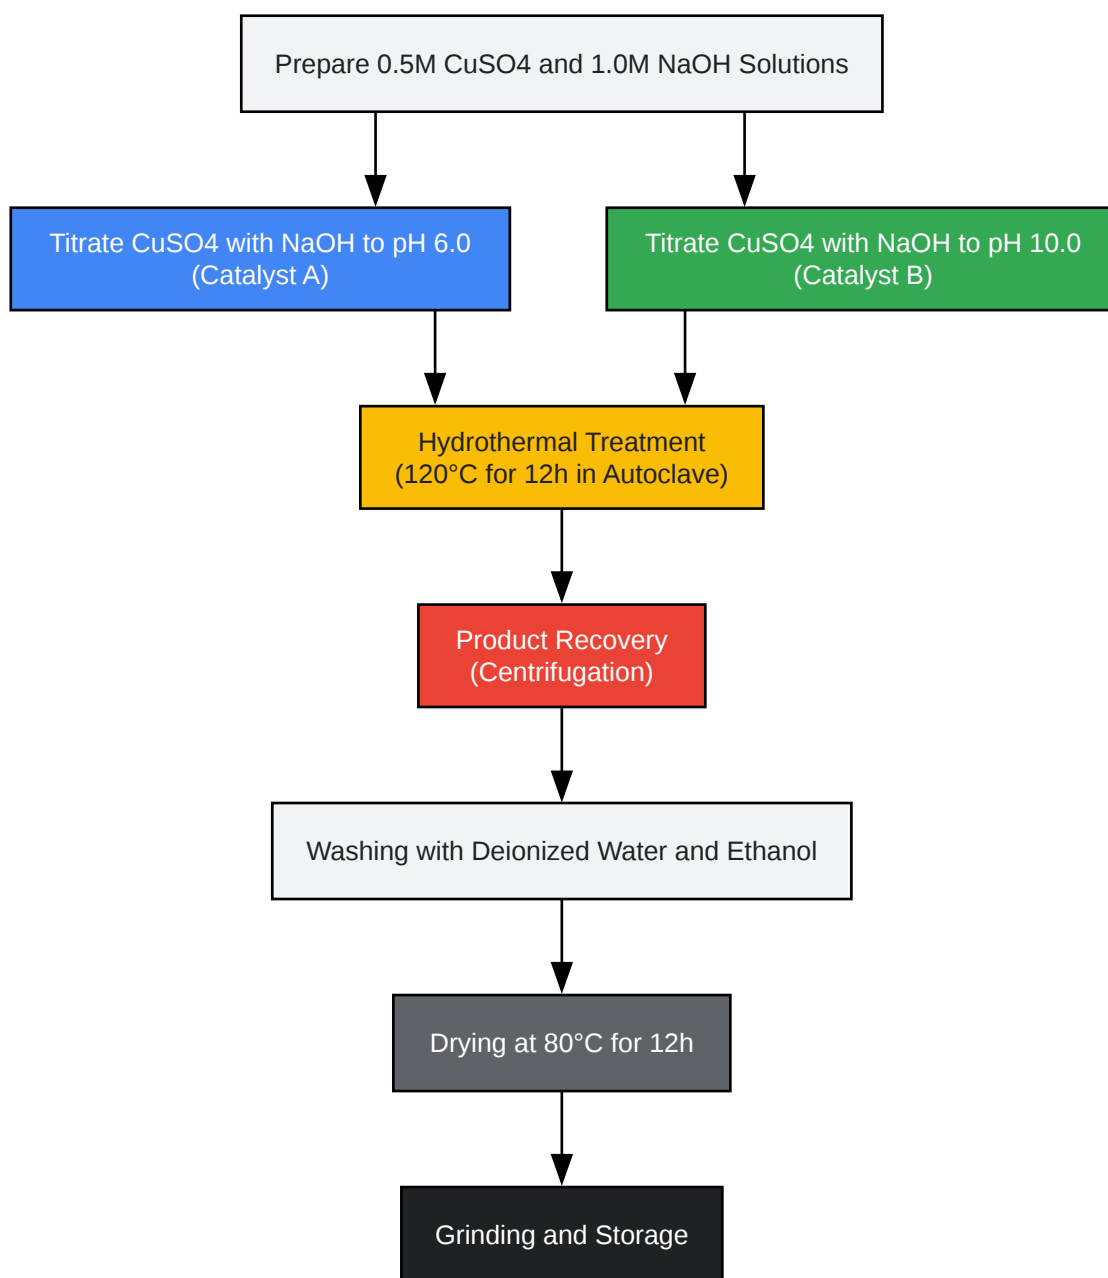 Prepare 0.5M CuSO4 and 1.0M NaOH Solutions
Titrate CuSO4 with NaOH to pH 6.0
(Catalyst A)
Titrate CuSO4 with NaOH to pH 10.0
(Catalyst B)
Hydrothermal Treatment
(120°C for 12h in Autoclave)
Product Recovery
(Centrifugation)
Washing with Deionized Water and Ethanol
Drying at 80°C for 12h
Grinding and Storage